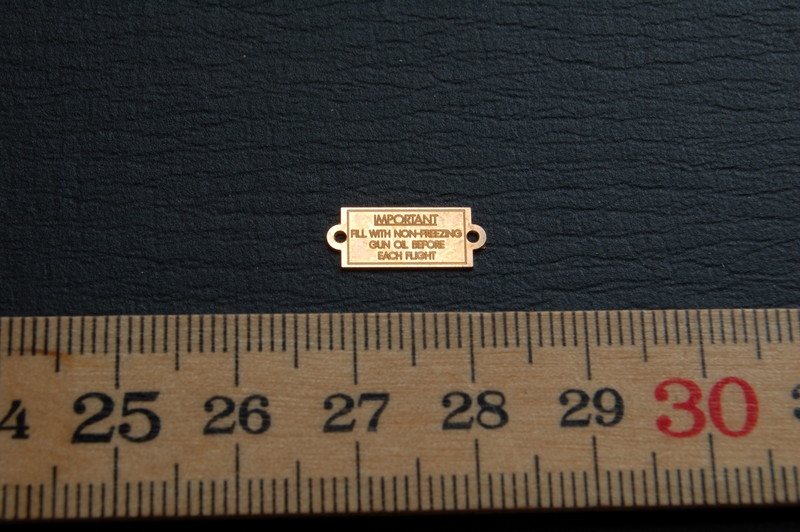 IMPORTANT
FILL WITH NON-FREEZING
GUN OIL BEFORE
EACH FLIGHT
4 25 26 27 28 29 30